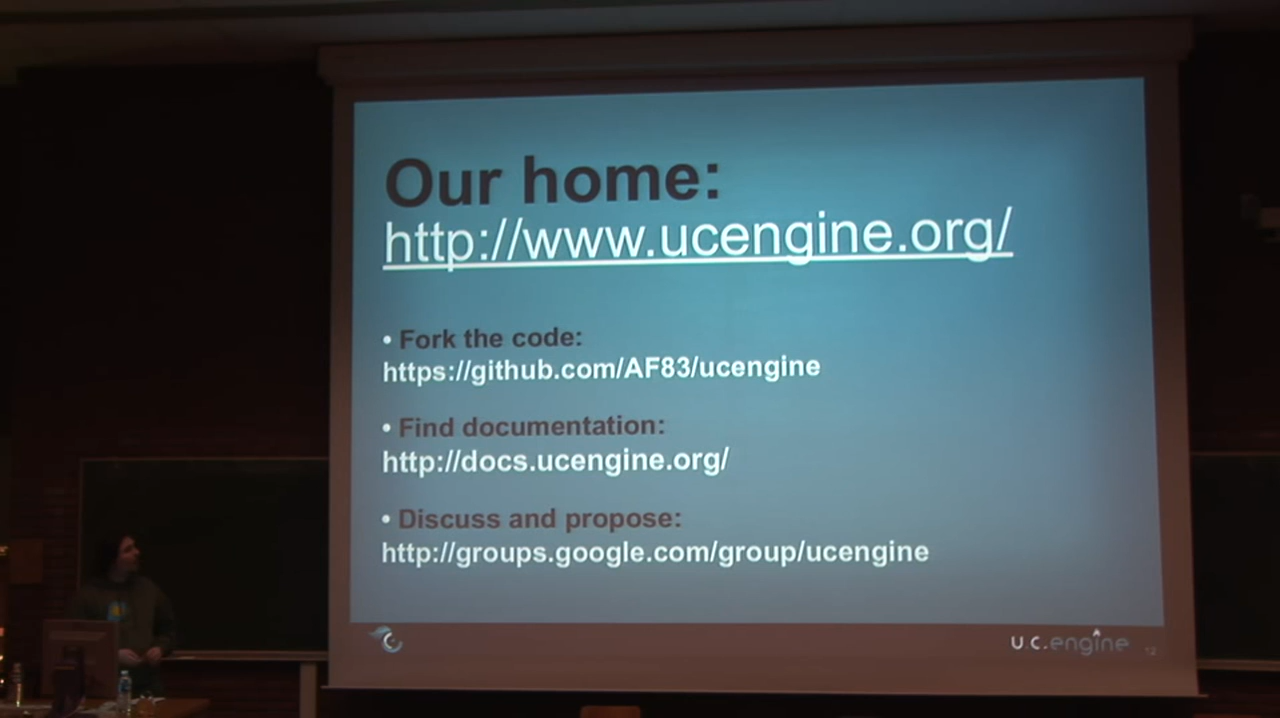 Our home:
http://www.ucengine.org/
• Fork the code:
https://github.com/AF83/ucengine
• Find documentation:
http://docs.ucengine.org/
• Discuss and propose:
http://groups.google.com/group/ucengine
u.c.engine
12